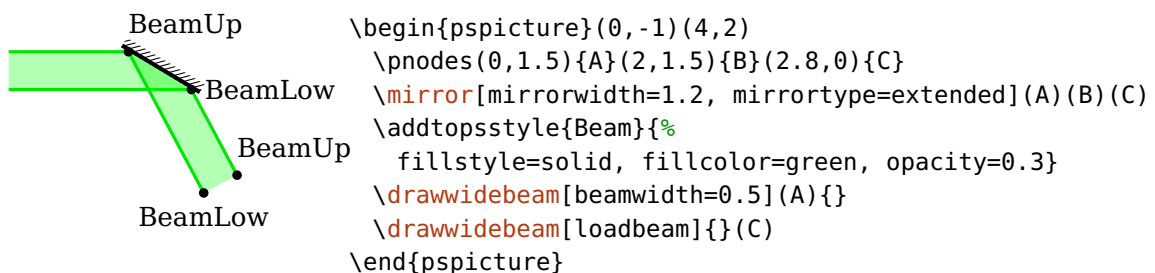 BeamUp
BeamLow
BeamUp
BeamLow
\begin{pspicture}(0,-1)(4,2)
  \pnodes(0,1.5){A}(2,1.5){B}(2.8,0){C}
  \mirror[mirrorwidth=1.2, mirrortype=extended](A)(B)(C)
  \addtopsstyle{Beam}{%
    fillstyle=solid, fillcolor=green, opacity=0.3}
  \drawwidebeam[beamwidth=0.5](A){}
  \drawwidebeam[loadbeam]{}(C)
\end{pspicture}